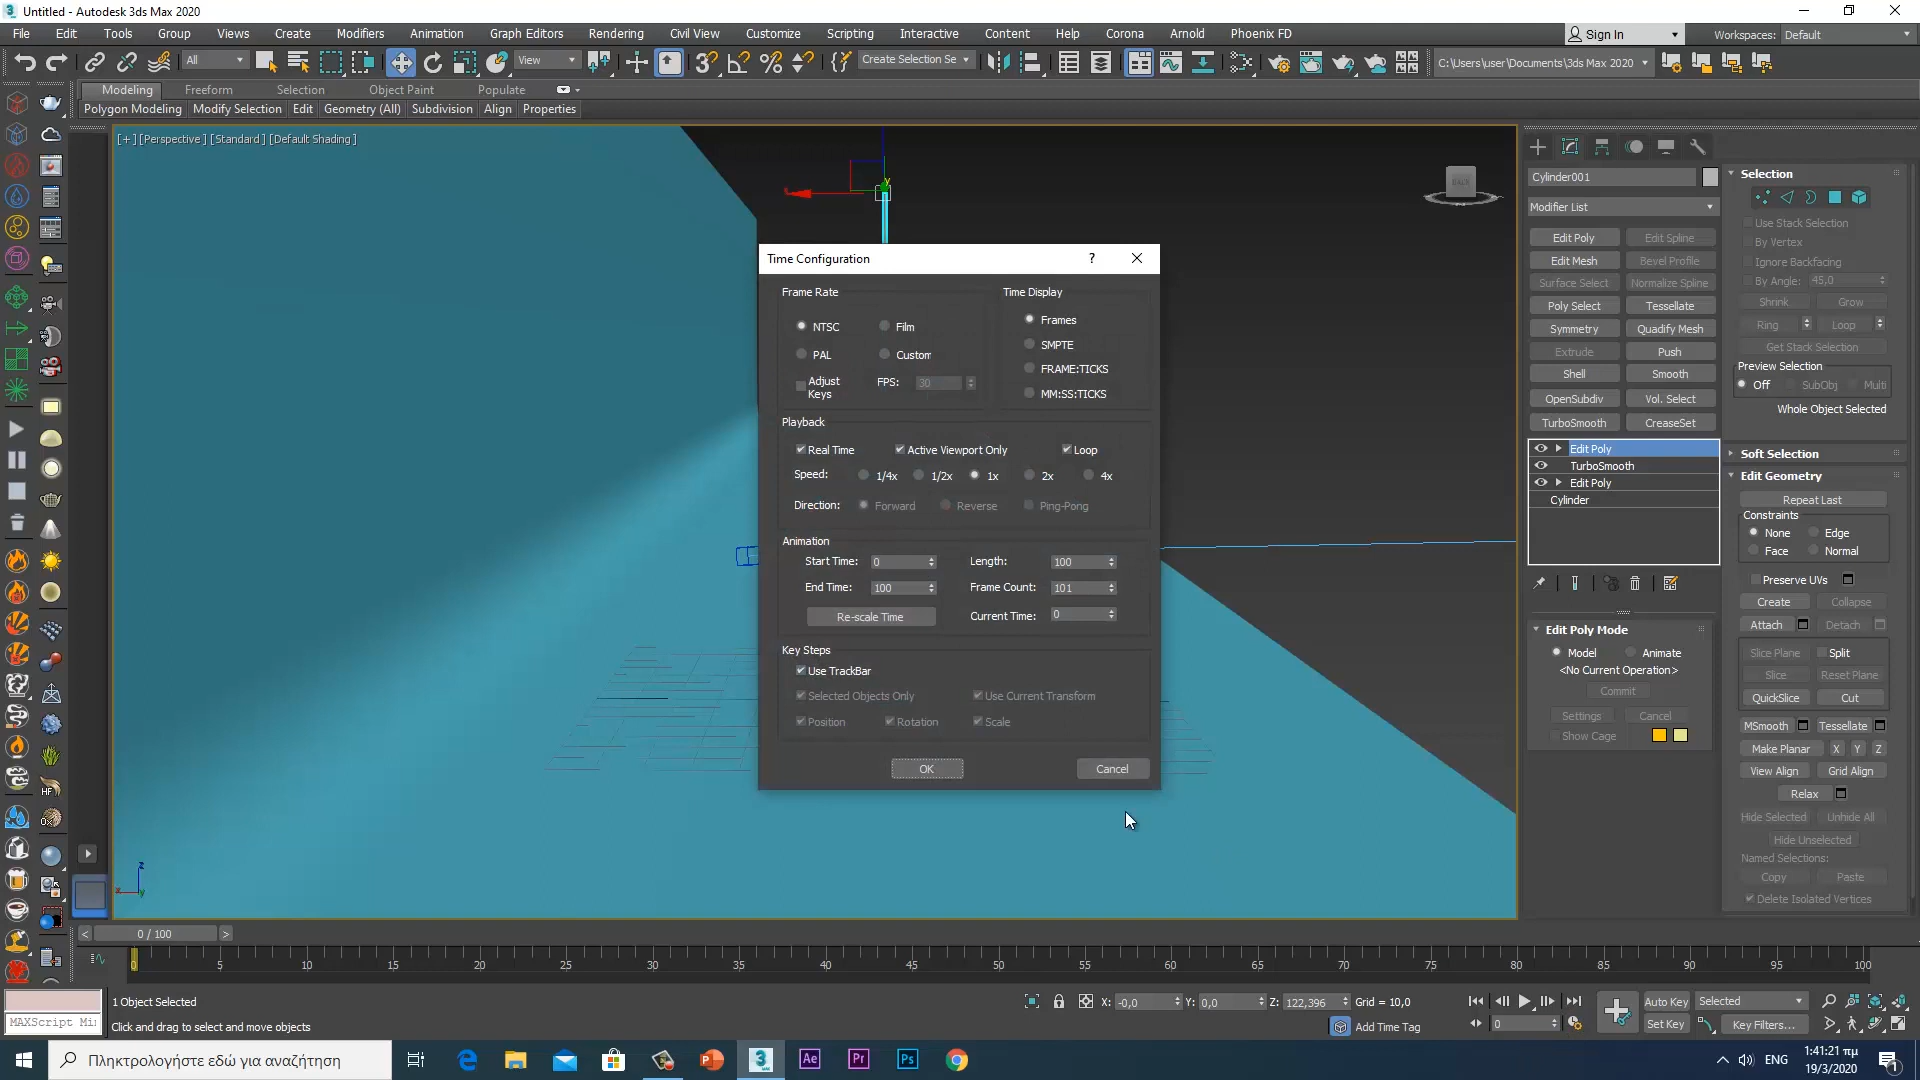 Untitled - Autodesk 3ds Max 2020
File Edit Tools Group Views Create Modifiers Animation Graph Editors Rendering Civil View Customize Scripting Interactive Content Help Corona Arnold Phoenix FD Sign In Workspaces: Default
All View Create Selection Se C:\Users\user\Documents\3ds Max 2020
Modeling Freeform Selection Object Paint Populate
Polygon Modeling Modify Selection Edit Geometry (All) Subdivision Align Properties
[+] [Perspective] [Standard] [Default Shading]
Time Configuration ?
Frame Rate Time Display
NTSC Film Frames
PAL Custom SMPTE
Adjust Keys FPS: 30 FRAME:TICKS
MM:SS:TICKS
Playback
Real Time Active Viewport Only Loop
Speed: 1/4x 1/2x 1x 2x 4x
Direction: Forward Reverse Ping-Pong
Animation
Start Time: 0 Length: 100
End Time: 100 Frame Count: 101
Re-scale Time Current Time: 0
Key Steps
Use TrackBar
Selected Objects Only Use Current Transform
Position Rotation Scale
OK Cancel
Cylinder001
Modifier List
Edit Poly Edit Spline
Edit Mesh Bevel Profile
Surface Select Normalize Spline
Poly Select Tessellate
Symmetry Quadify Mesh
Extrude Push
Shell Smooth
OpenSubdiv Vol. Select
TurboSmooth CreaseSet
Edit Poly
TurboSmooth
Edit Poly
Cylinder
Edit Poly Mode
Model Animate
<No Current Operation>
Commit
Settings Cancel
Show Cage
Selection
Use Stack Selection
By Vertex
Ignore Backfacing
By Angle: 45,0
Shrink Grow
Ring Loop
Get Stack Selection
Preview Selection
Off SubObj Multi
Whole Object Selected
Soft Selection
Edit Geometry
Repeat Last
Constraints
None Edge
Face Normal
Preserve UVs
Create Collapse
Attach Detach
Slice Plane Split
Slice Reset Plane
QuickSlice Cut
MSmooth Tessellate
Make Planar X Y Z
View Align Grid Align
Relax
Hide Selected Unhide All
Hide Unselected
Named Selections:
Copy Paste
Delete Isolated Vertices
< 0 / 100 >
0 5 10 15 20 25 30 35 40 45 50 55 60 65 70 75 80 85 90 95 100
1 Object Selected X: -0,0 Y: 0,0 Z: 122,396 Grid = 10,0 Auto Key Selected
MAXScript Mi Click and drag to select and move objects Add Time Tag 0 Set Key Key Filters...
Πληκτρολογήστε εδώ για αναζήτηση Ae Pr Ps ENG 1:41:21 πμ
19/3/2020